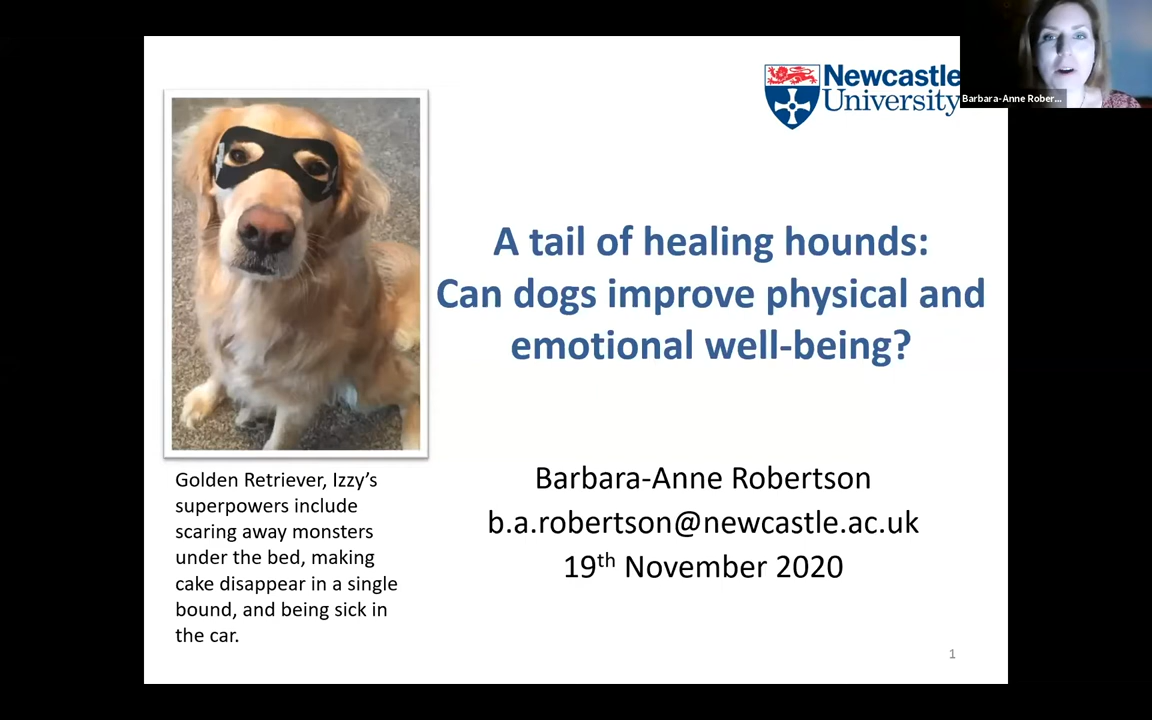 Newcastle
University
Barbara-Anne Rober...
A tail of healing hounds:
Can dogs improve physical and
emotional well-being?
Golden Retriever, Izzy’s
superpowers include
scaring away monsters
under the bed, making
cake disappear in a single
bound, and being sick in
the car.
Barbara-Anne Robertson
b.a.robertson@newcastle.ac.uk
19th November 2020
1